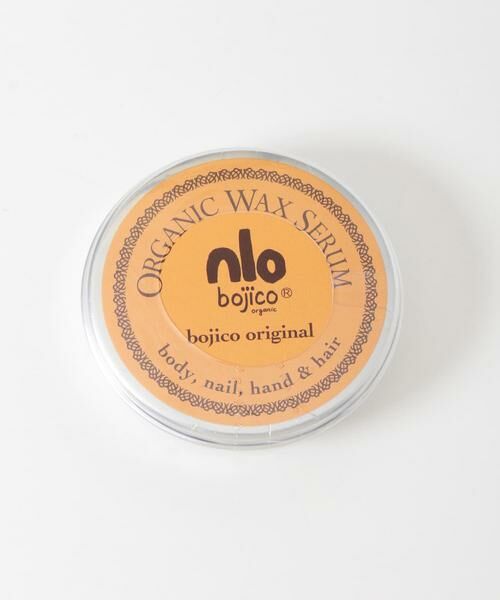 ORGANIC WAX SERUM
nlo
bojico®
organic
bojico original
body, nail, hand & hair